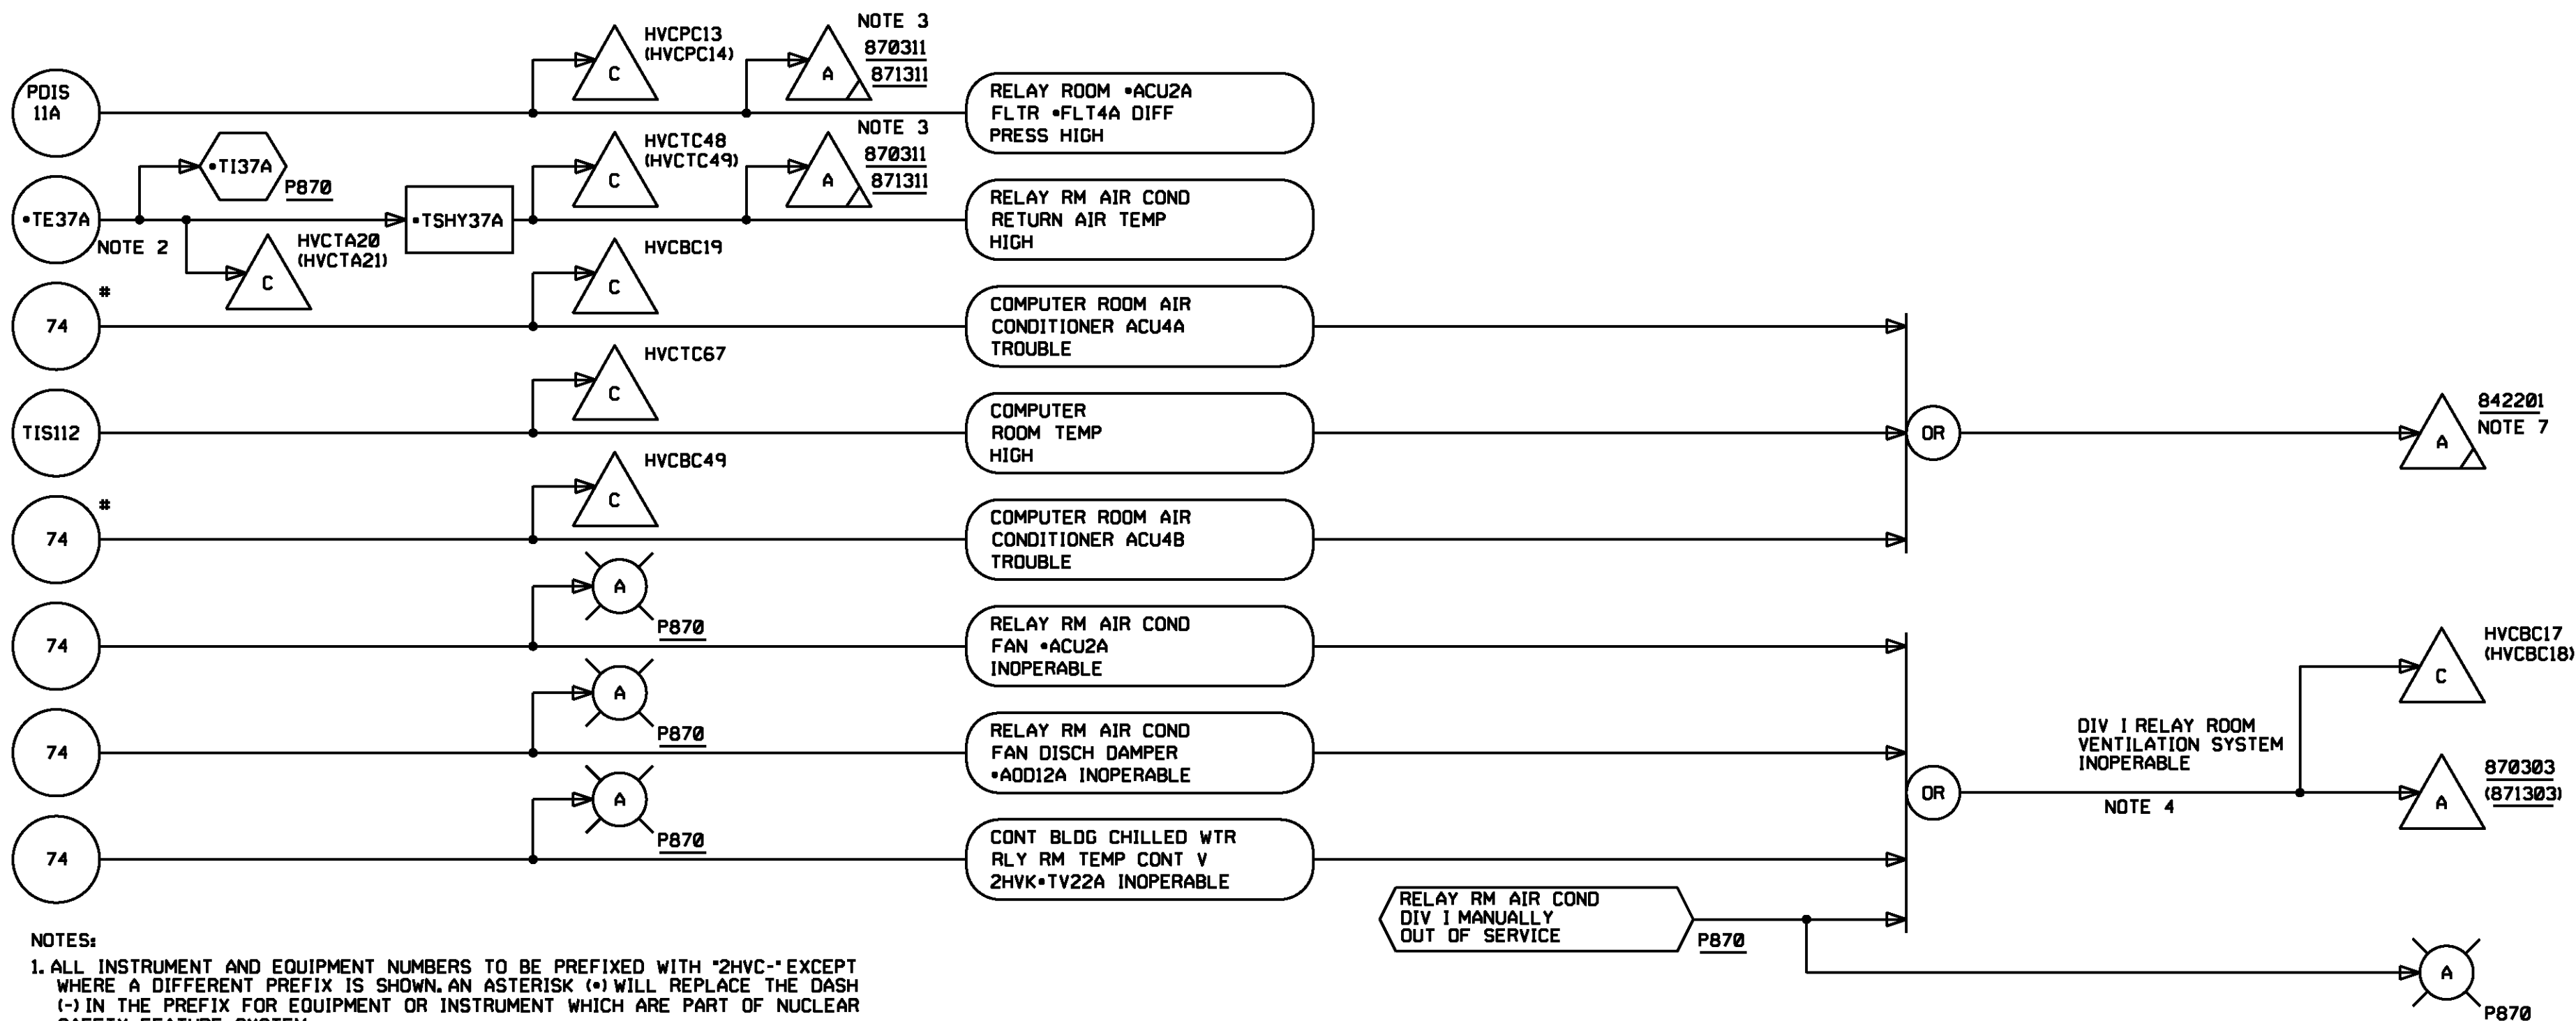 HVCPC13
(HVCPC14)
C
NOTE 3
870311
871311
A
PDIS
11A
RELAY ROOM •ACU2A
FLTR •FLT4A DIFF
PRESS HIGH
•TI37A
P870
HVCTC48
(HVCTC49)
C
NOTE 3
870311
871311
A
•TE37A
NOTE 2
HVCTA20
(HVCTA21)
C
•TSHY37A
RELAY RM AIR COND
RETURN AIR TEMP
HIGH
HVCBC19
C
74
#
COMPUTER ROOM AIR
CONDITIONER ACU4A
TROUBLE
HVCTC67
C
TIS112
COMPUTER
ROOM TEMP
HIGH
OR
A
842201
NOTE 7
HVCBC49
C
74
#
COMPUTER ROOM AIR
CONDITIONER ACU4B
TROUBLE
A
P870
74
RELAY RM AIR COND
FAN •ACU2A
INOPERABLE
HVCBC17
(HVCBC18)
C
A
P870
74
RELAY RM AIR COND
FAN DISCH DAMPER
•AOD12A INOPERABLE
OR
DIV I RELAY ROOM
VENTILATION SYSTEM
INOPERABLE
NOTE 4
870303
(871303)
A
A
P870
74
CONT BLDG CHILLED WTR
RLY RM TEMP CONT V
2HVK•TV22A INOPERABLE
RELAY RM AIR COND
DIV I MANUALLY
OUT OF SERVICE
P870
A
P870
NOTES:
1. ALL INSTRUMENT AND EQUIPMENT NUMBERS TO BE PREFIXED WITH "2HVC-" EXCEPT
WHERE A DIFFERENT PREFIX IS SHOWN. AN ASTERISK (•) WILL REPLACE THE DASH
(-) IN THE PREFIX FOR EQUIPMENT OR INSTRUMENT WHICH ARE PART OF NUCLEAR